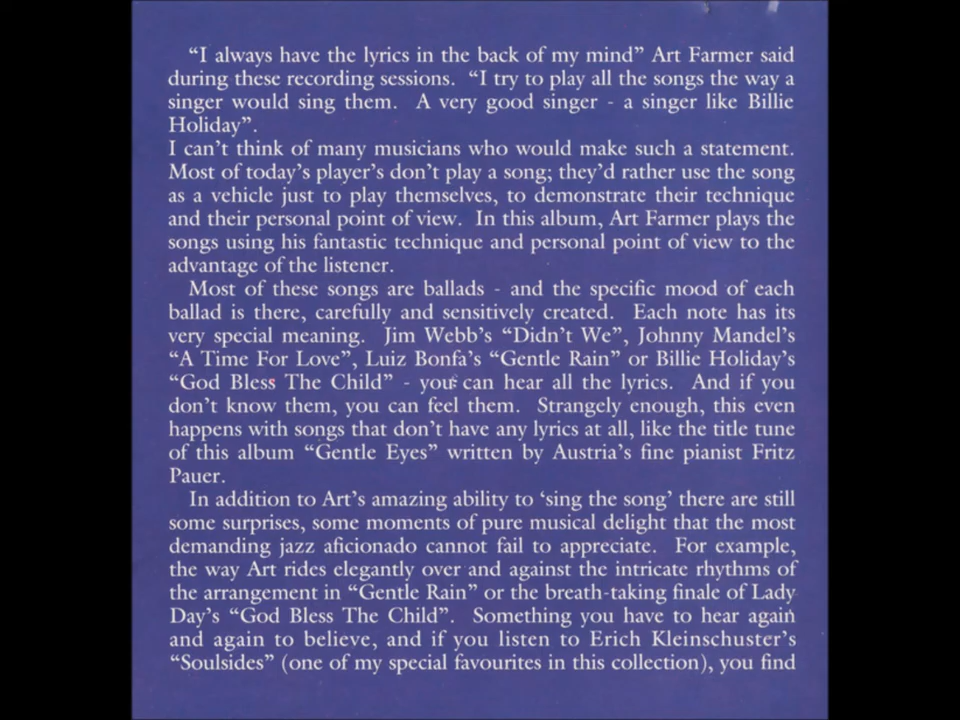 “I always have the lyrics in the back of my mind” Art Farmer said
during these recording sessions. “I try to play all the songs the way a
singer would sing them. A very good singer - a singer like Billie
Holiday”.
I can’t think of many musicians who would make such a statement.
Most of today’s player’s don’t play a song; they’d rather use the song
as a vehicle just to play themselves, to demonstrate their technique
and their personal point of view. In this album, Art Farmer plays the
songs using his fantastic technique and personal point of view to the
advantage of the listener.
Most of these songs are ballads - and the specific mood of each
ballad is there, carefully and sensitively created. Each note has its
very special meaning. Jim Webb’s “Didn’t We”, Johnny Mandel’s
“A Time For Love”, Luiz Bonfa’s “Gentle Rain” or Billie Holiday’s
“God Bless The Child” - you can hear all the lyrics. And if you
don’t know them, you can feel them. Strangely enough, this even
happens with songs that don’t have any lyrics at all, like the title tune
of this album “Gentle Eyes” written by Austria’s fine pianist Fritz
Pauer.
In addition to Art’s amazing ability to ‘sing the song’ there are still
some surprises, some moments of pure musical delight that the most
demanding jazz aficionado cannot fail to appreciate. For example,
the way Art rides elegantly over and against the intricate rhythms of
the arrangement in “Gentle Rain” or the breath-taking finale of Lady
Day’s “God Bless The Child”. Something you have to hear again
and again to believe, and if you listen to Erich Kleinschuster’s
“Soulsides” (one of my special favourites in this collection), you find